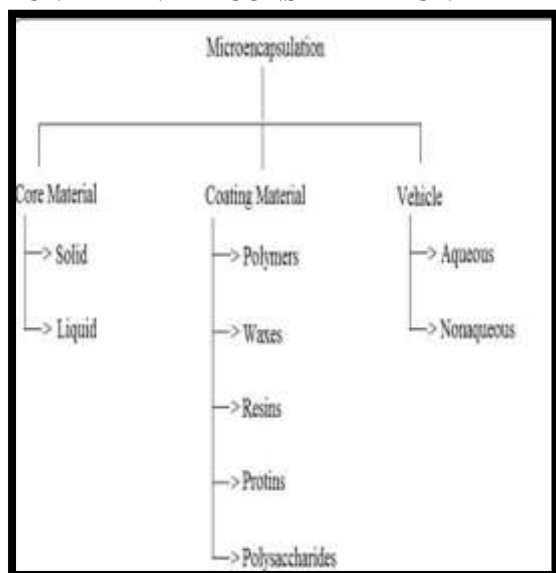 Microencapsulation
Core Material Coating Material Vehicle
-> Solid -> Polymers -> Aqueous
-> Liquid -> Waxes -> Nonaqueous
-> Resins
-> Protins
-> Polysaccharides